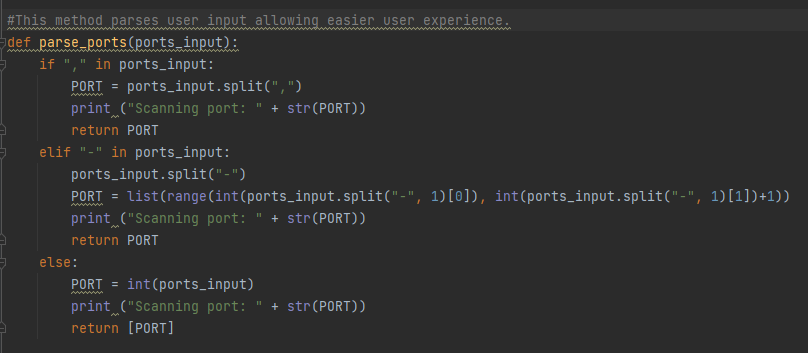 #This method parses user input allowing easier user experience.
def parse_ports(ports_input):
    if "," in ports_input:
        PORT = ports_input.split(",")
        print ("Scanning port: " + str(PORT))
        return PORT
    elif "-" in ports_input:
        ports_input.split("-")
        PORT = list(range(int(ports_input.split("-", 1)[0]), int(ports_input.split("-", 1)[1])+1))
        print ("Scanning port: " + str(PORT))
        return PORT
    else:
        PORT = int(ports_input)
        print ("Scanning port: " + str(PORT))
        return [PORT]